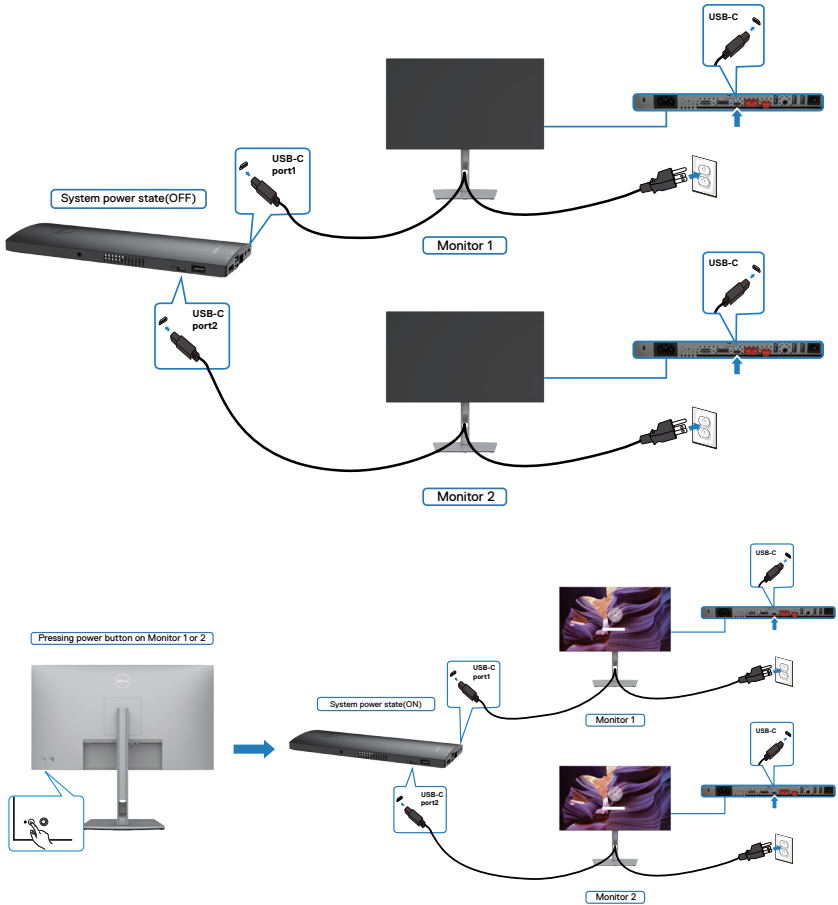 USB-C
USB-C
port1
System power state(OFF)
Monitor 1
USB-C
USB-C
port2
Monitor 2
USB-C
Pressing power button on Monitor 1 or 2
DELL
USB-C
port1
System power state(ON)
Monitor 1
USB-C
USB-C
port2
Monitor 2